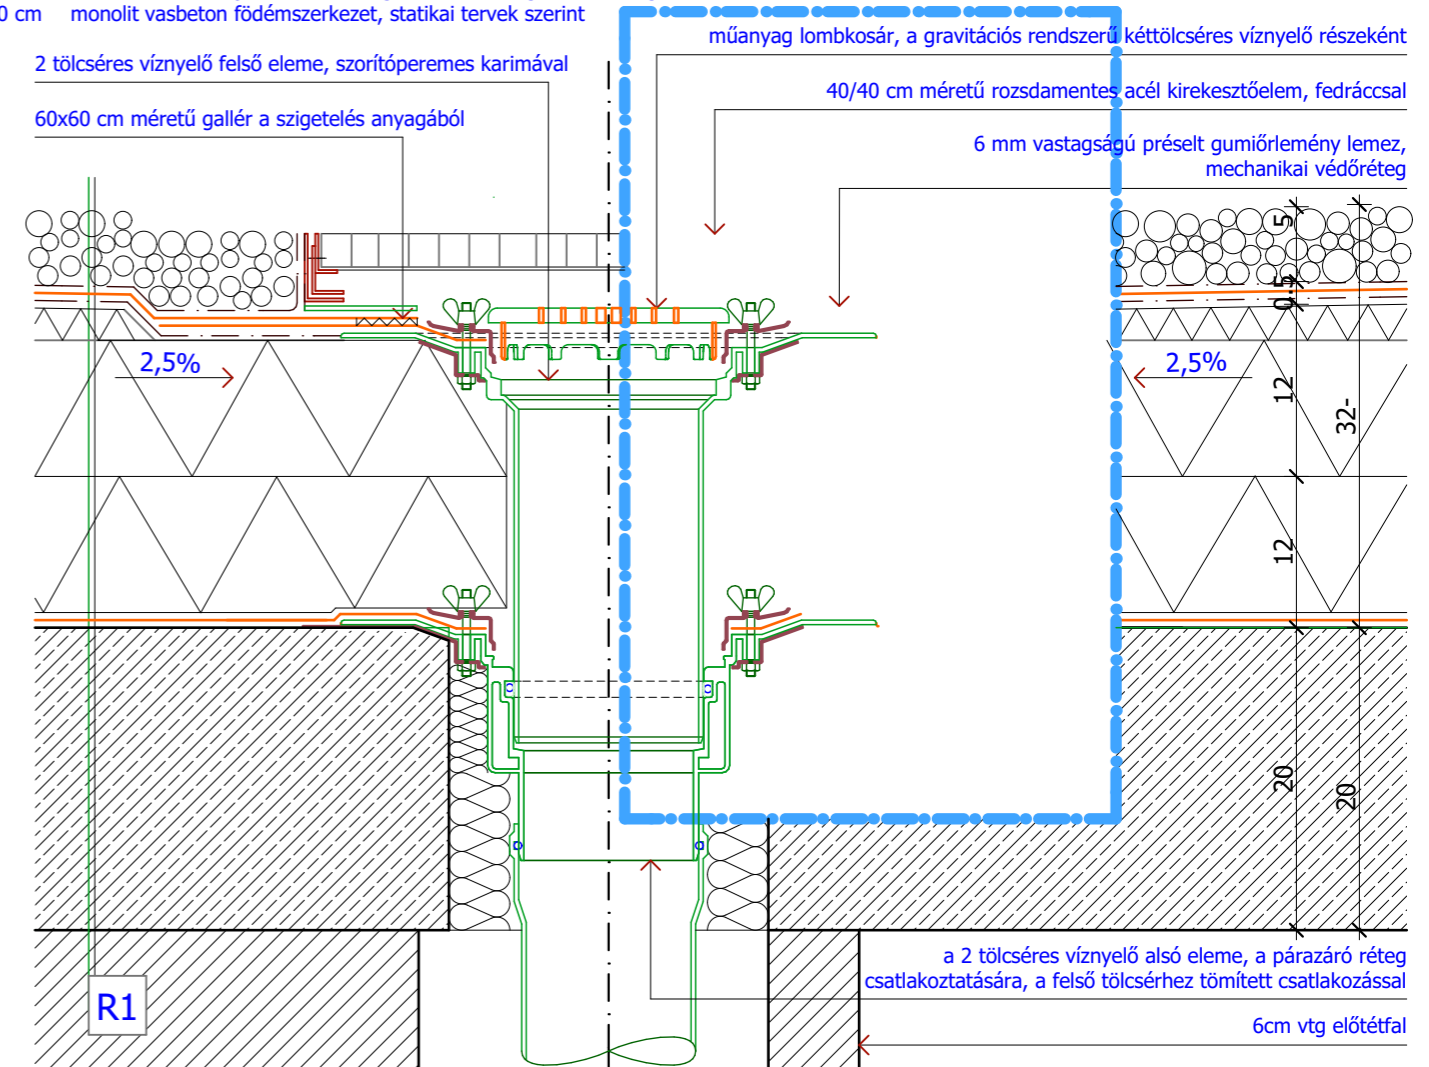 0 cm monolit vasbeton födémszerkezet, statikai tervek szerint
műanyag lombkosár, a gravitációs rendszerű kéttölcséres víznyelő részeként
2 tölcséres víznyelő felső eleme, szorítóperemes karimával
40/40 cm méretű rozsdamentes acél kirekesztőelem, fedráccsal
60x60 cm méretű gallér a szigetelés anyagából
6 mm vastagságú préselt gumiőrlemény lemez,
mechanikai védőréteg
5
0.5
2,5%
2,5%
12
32-
12
20
20
a 2 tölcséres víznyelő alsó eleme, a párazáró réteg
csatlakoztatására, a felső tölcsérhez tömített csatlakozással
R1
6cm vtg előtétfal